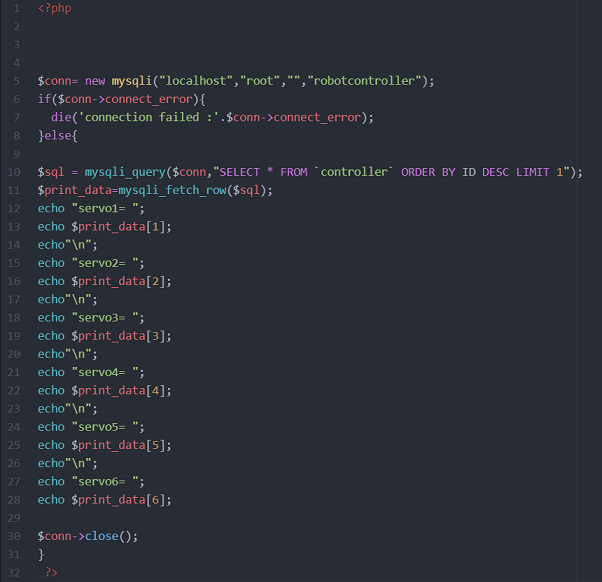 1 <?php
2
3
4
5 $conn= new mysqli("localhost","root","","robotcontroller");
6 if($conn->connect_error){
7   die('connection failed :'.$conn->connect_error);
8 }else{
9
10 $sql = mysqli_query($conn,"SELECT * FROM `controller` ORDER BY ID DESC LIMIT 1");
11 $print_data=mysqli_fetch_row($sql);
12 echo "servo1= ";
13 echo $print_data[1];
14 echo"\n";
15 echo "servo2= ";
16 echo $print_data[2];
17 echo"\n";
18 echo "servo3= ";
19 echo $print_data[3];
20 echo"\n";
21 echo "servo4= ";
22 echo $print_data[4];
23 echo"\n";
24 echo "servo5= ";
25 echo $print_data[5];
26 echo"\n";
27 echo "servo6= ";
28 echo $print_data[6];
29
30 $conn->close();
31 }
32  ?>